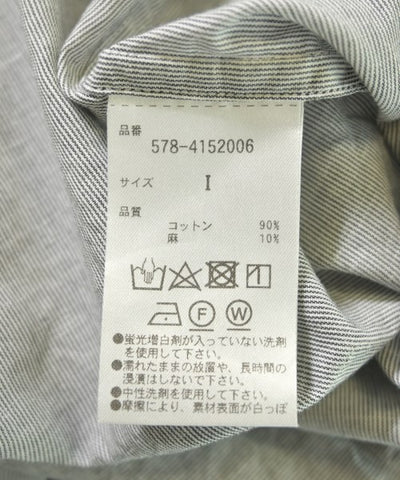 品番
578-4152006
サイズ I
品質
コットン 90%
麻 10%
F W
●蛍光増白剤が入っていない洗剤
を使用して下さい。
●濡れたままの放置や、長時間の
浸漬はしないで下さい。
●中性洗剤を使用して下さい。
●摩擦により、素材表面が白っぽ